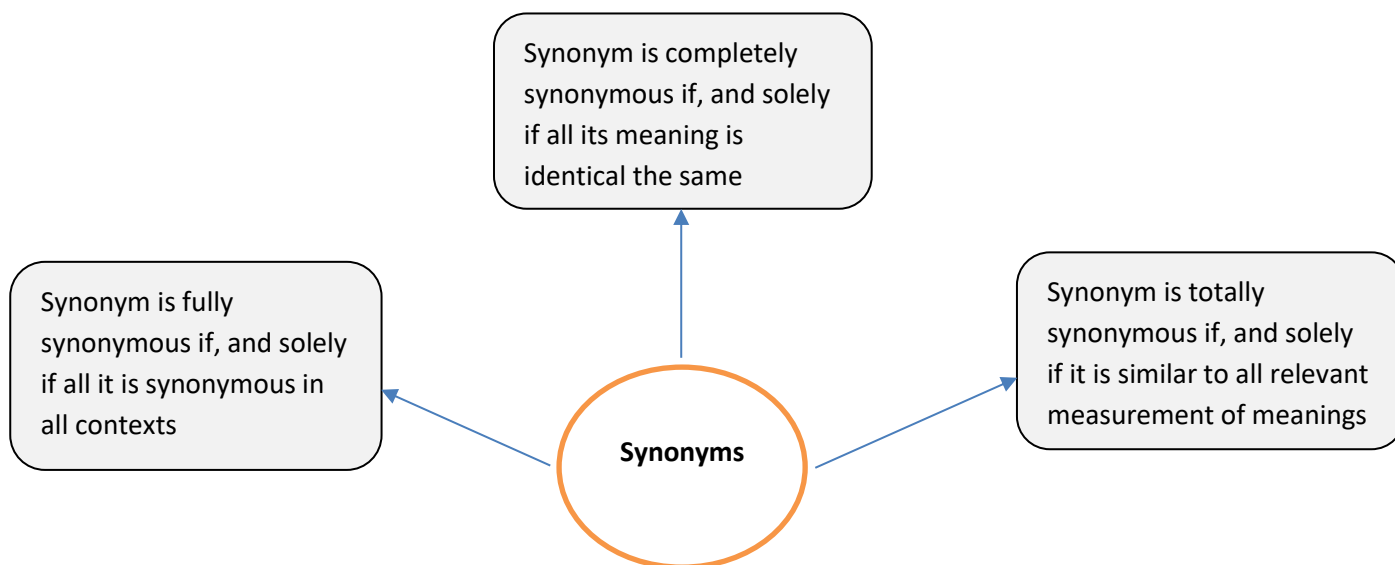 Synonym is completely
synonymous if, and solely
if all its meaning is
identical the same
Synonym is fully
synonymous if, and solely
if all it is synonymous in
all contexts
Synonym is totally
synonymous if, and solely
if it is similar to all relevant
measurement of meanings
Synonyms